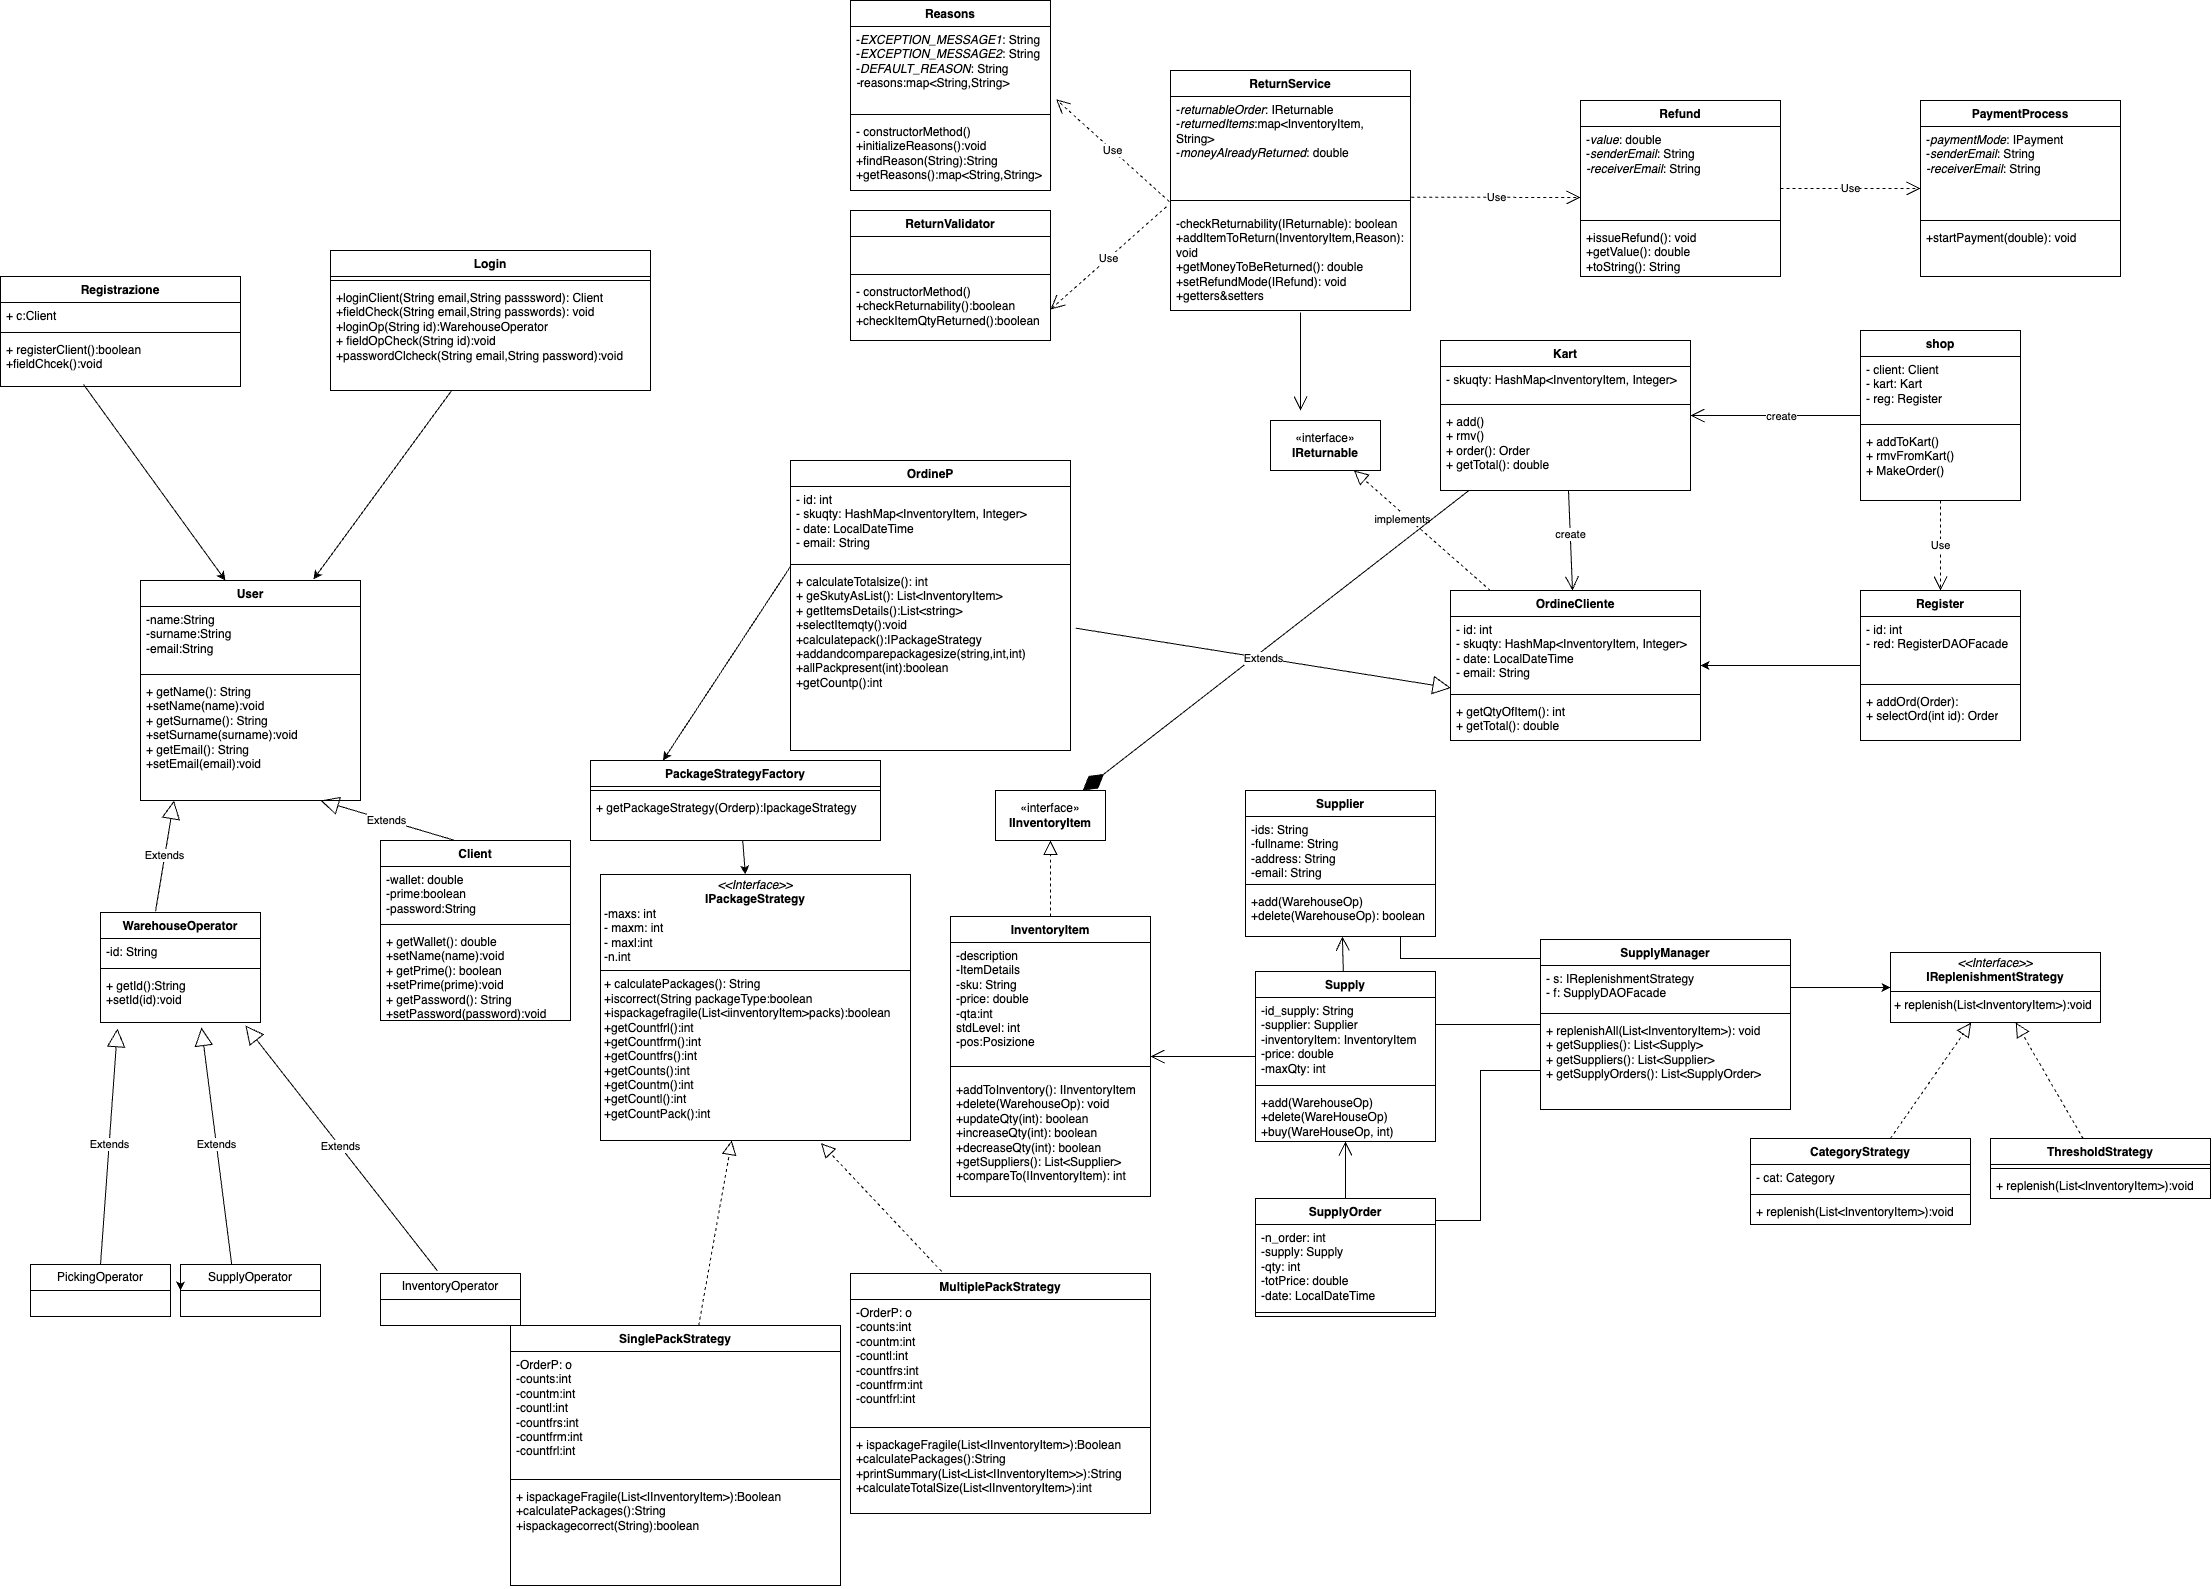 Reasons
-EXCEPTION_MESSAGE1: String
-EXCEPTION_MESSAGE2: String
-DEFAULT_REASON: String
-reasons:map<String,String>
- constructorMethod()
+initializeReasons():void
+findReason(String):String
+getReasons():map<String,String>
ReturnValidator
- constructorMethod()
+checkReturnability():boolean
+checkItemQtyReturned():boolean
Use
Use
ReturnService
-returnableOrder: IReturnable
-returnedItems:map<InventoryItem,
String>
-moneyAlreadyReturned: double
-checkReturnability(IReturnable): boolean
+addItemToReturn(InventoryItem,Reason):
void
+getMoneyToBeReturned(): double
+setRefundMode(IRefund): void
+getters&setters
Use
Refund
-value: double
-senderEmail: String
-receiverEmail: String
+issueRefund(): void
+getValue(): double
+toString(): String
Use
PaymentProcess
-paymentMode: IPayment
-senderEmail: String
-receiverEmail: String
+startPayment(double): void
Registrazione
+ c:Client
+ registerClient():boolean
+fieldChcek():void
Login
+loginClient(String email,String passsword): Client
+fieldCheck(String email,String passwords): void
+loginOp(String id):WarehouseOperator
+ fieldOpCheck(String id):void
+passwordClcheck(String email,String password):void
Kart
- skuqty: HashMap<InventoryItem, Integer>
+ add()
+ rmv()
+ order(): Order
+ getTotal(): double
create
shop
- client: Client
- kart: Kart
- reg: Register
+ addToKart()
+ rmvFromKart()
+ MakeOrder()
«interface»
IReturnable
implements
create
Use
OrdineP
- id: int
- skuqty: HashMap<InventoryItem, Integer>
- date: LocalDateTime
- email: String
+ calculateTotalsize(): int
+ geSkutyAsList(): List<InventoryItem>
+ getItemsDetails():List<string>
+selectItemqty():void
+calculatepack():IPackageStrategy
+addandcomparepackagesize(string,int,int)
+allPackpresent(int):boolean
+getCountp():int
Extends
OrdineCliente
- id: int
- skuqty: HashMap<InventoryItem, Integer>
- date: LocalDateTime
- email: String
+ getQtyOfItem(): int
+ getTotal(): double
Register
- id: int
- red: RegisterDAOFacade
+ addOrd(Order):
+ selectOrd(int id): Order
User
-name:String
-surname:String
-email:String
+ getName(): String
+setName(name):void
+ getSurname(): String
+setSurname(surname):void
+ getEmail(): String
+setEmail(email):void
Extends
Extends
Client
-wallet: double
-prime:boolean
-password:String
+ getWallet(): double
+setName(name):void
+ getPrime(): boolean
+setPrime(prime):void
+ getPassword(): String
+setPassword(password):void
WarehouseOperator
-id: String
+ getId():String
+setId(id):void
Extends
Extends
Extends
PickingOperator
SupplyOperator
InventoryOperator
PackageStrategyFactory
+ getPackageStrategy(Orderp):IpackageStrategy
<<Interface>>
IPackageStrategy
-maxs: int
- maxm: int
- maxl:int
-n.int
+ calculatePackages(): String
+iscorrect(String packageType:boolean
+ispackagefragile(List<iinventoryItem>packs):boolean
+getCountfrl():int
+getCountfrm():int
+getCountfrs():int
+getCounts():int
+getCountm():int
+getCountl():int
+getCountPack():int
SinglePackStrategy
-OrderP: o
-counts:int
-countm:int
-countl:int
-countfrs:int
-countfrm:int
-countfrl:int
+ ispackageFragile(List<IInventoryItem>):Boolean
+calculatePackages():String
+ispackagecorrect(String):boolean
MultiplePackStrategy
-OrderP: o
-counts:int
-countm:int
-countl:int
-countfrs:int
-countfrm:int
-countfrl:int
+ ispackageFragile(List<IInventoryItem>):Boolean
+calculatePackages():String
+printSummary(List<List<IInventoryItem>>):String
+calculateTotalSize(List<IInventoryItem>):int
«interface»
IInventoryItem
InventoryItem
-description
-ItemDetails
-sku: String
-price: double
-qta:int
stdLevel: int
-pos:Posizione
+addToInventory(): IInventoryItem
+delete(WarehouseOp): void
+updateQty(int): boolean
+increaseQty(int): boolean
+decreaseQty(int): boolean
+getSuppliers(): List<Supplier>
+compareTo(IInventoryItem): int
Supplier
-ids: String
-fullname: String
-address: String
-email: String
+add(WarehouseOp)
+delete(WarehouseOp): boolean
Supply
-id_supply: String
-supplier: Supplier
-inventoryItem: InventoryItem
-price: double
-maxQty: int
+add(WarehouseOp)
+delete(WareHouseOp)
+buy(WareHouseOp, int)
SupplyOrder
-n_order: int
-supply: Supply
-qty: int
-totPrice: double
-date: LocalDateTime
SupplyManager
- s: IReplenishmentStrategy
- f: SupplyDAOFacade
+ replenishAll(List<InventoryItem>): void
+ getSupplies(): List<Supply>
+ getSuppliers(): List<Supplier>
+ getSupplyOrders(): List<SupplyOrder>
<<Interface>>
IReplenishmentStrategy
+ replenish(List<InventoryItem>):void
CategoryStrategy
- cat: Category
+ replenish(List<InventoryItem>):void
ThresholdStrategy
+ replenish(List<InventoryItem>):void